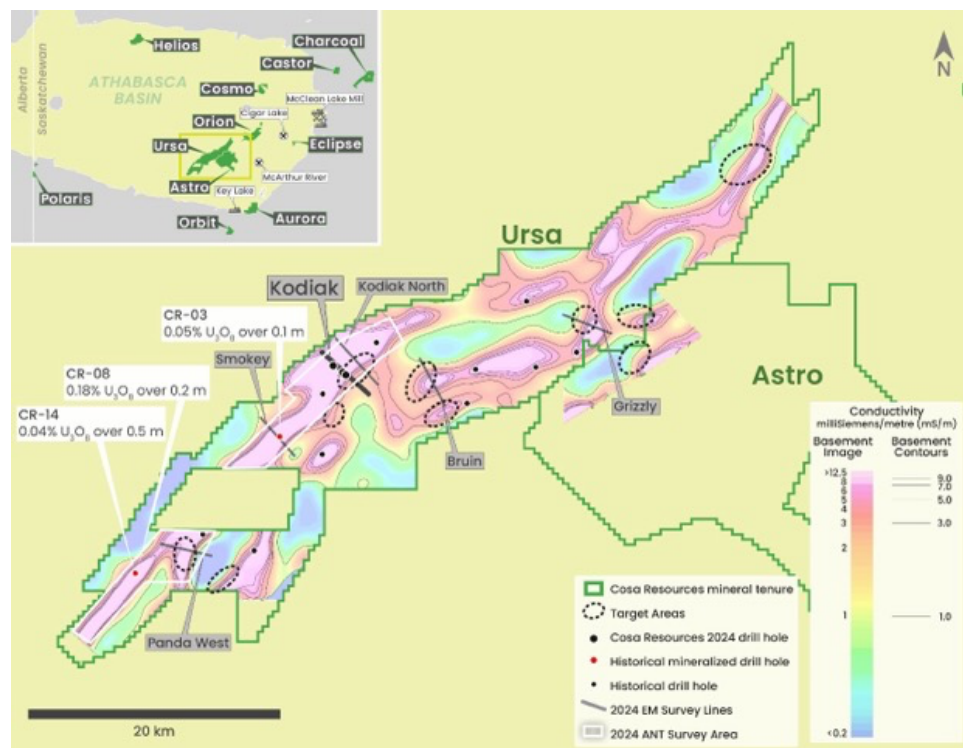 Helios
Charcoal
Castor
Alberta
Saskatchewan
ATHABASCA
BASIN
Cosmo
McClean Lake Mill
Cigar Lake
Orion
Ursa
Eclipse
Astro
McArthur River
Key Lake
Polaris
Orbit
Aurora
N
Ursa
Kodiak
Kodiak North
CR-03
0.05% U3O8 over 0.1 m
Smokey
CR-08
0.18% U3O8 over 0.2 m
CR-14
0.04% U3O8 over 0.5 m
Astro
Grizzly
Bruin
Panda West
Conductivity
milliSiemens/metre (mS/m)
Basement Basement
Image Contours
>12.5
8
6
5
4
3
2
1
<0.2
9.0
7.0
5.0
3.0
1.0
Cosa Resources mineral tenure
Target Areas
Cosa Resources 2024 drill hole
Historical mineralized drill hole
Historical drill hole
2024 EM Survey Lines
2024 ANT Survey Area
20 km